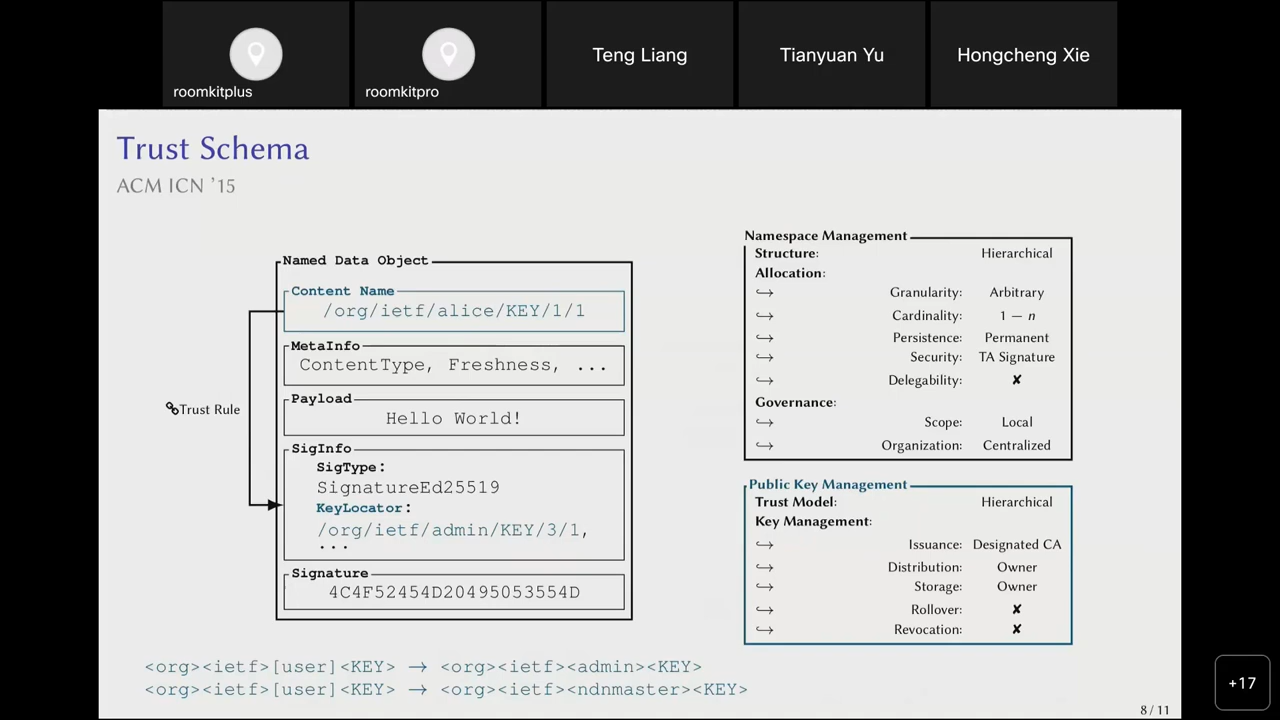 roomkitplus
roomkitpro
Teng Liang
Tianyuan Yu
Hongcheng Xie
Trust Schema
ACM ICN ’15
Named Data Object
Content Name
/org/ietf/alice/KEY/1/1
MetaInfo
ContentType, Freshness, ...
Payload
Hello World!
SigInfo
SigType:
SignatureEd25519
KeyLocator:
/org/ietf/admin/KEY/3/1,
...
Signature
4C4F52454D20495053554D
Trust Rule
Namespace Management
Structure: Hierarchical
Allocation:
↪ Granularity: Arbitrary
↪ Cardinality: 1 − n
↪ Persistence: Permanent
↪ Security: TA Signature
↪ Delegability: ✘
Governance:
↪ Scope: Local
↪ Organization: Centralized
Public Key Management
Trust Model: Hierarchical
Key Management:
↪ Issuance: Designated CA
↪ Distribution: Owner
↪ Storage: Owner
↪ Rollover: ✘
↪ Revocation: ✘
<org><ietf>[user]<KEY> → <org><ietf><admin><KEY>
<org><ietf>[user]<KEY> → <org><ietf><ndnmaster><KEY>
8 / 11
+17